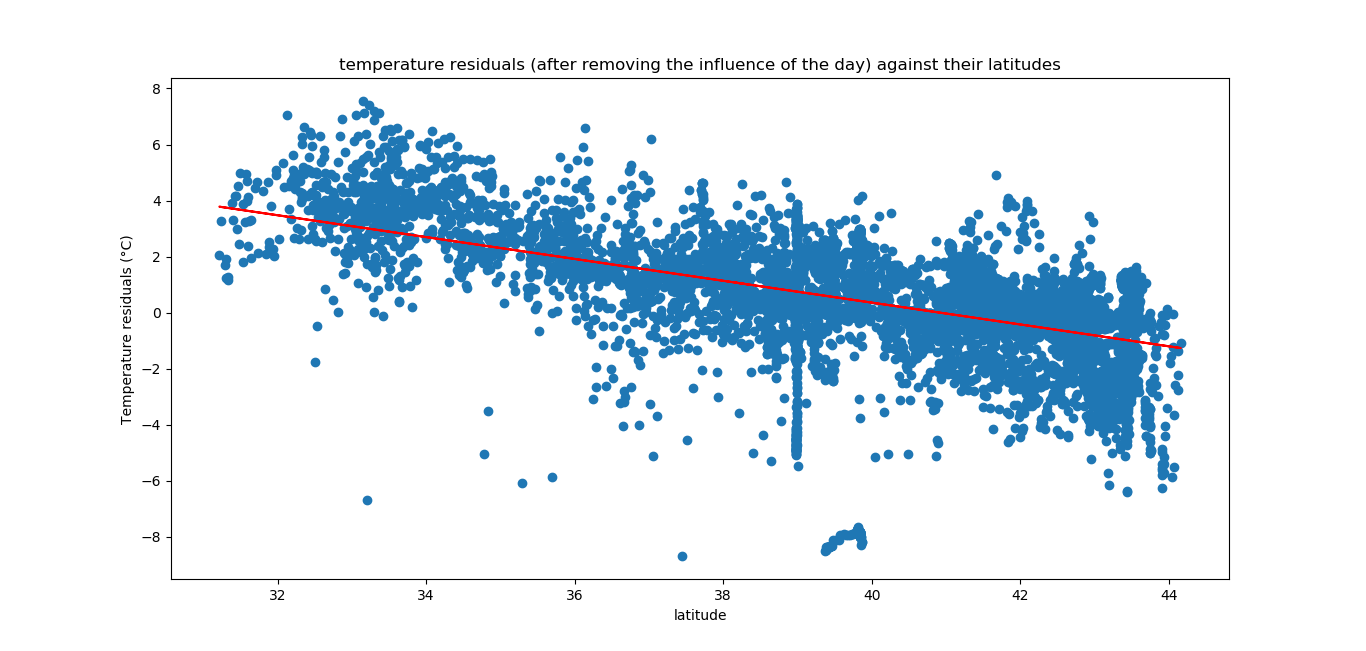 temperature residuals (after removing the influence of the day) against their latitudes
8
6
4
2
0
−2
−4
−6
−8
Temperature residuals (°C)
32 34 36 38 40 42 44
latitude